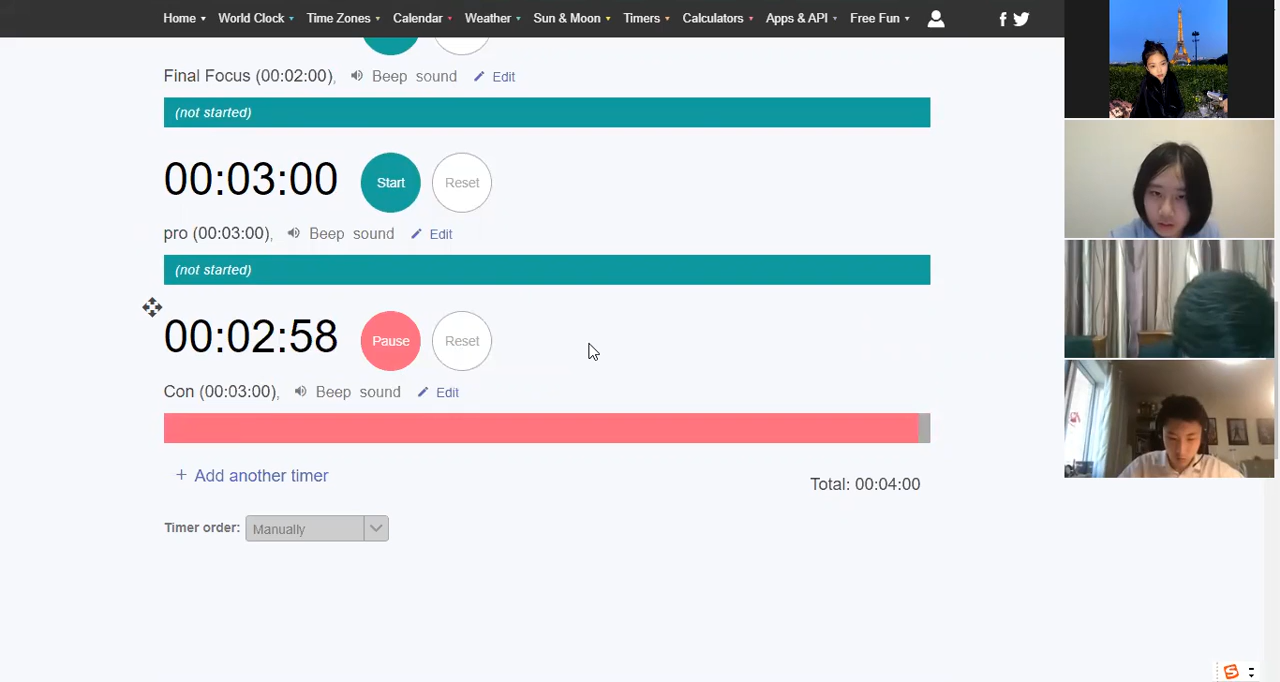 Home World Clock Time Zones Calendar Weather Sun & Moon Timers Calculators Apps & API Free Fun
Final Focus (00:02:00), Beep sound Edit
(not started)
00:03:00 Start Reset
pro (00:03:00), Beep sound Edit
(not started)
00:02:58 Pause Reset
Con (00:03:00), Beep sound Edit
+ Add another timer
Total: 00:04:00
Timer order: Manually